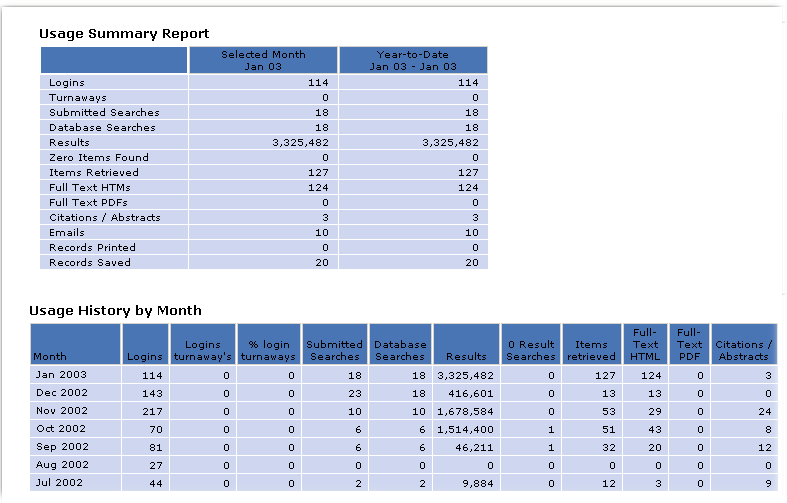 Usage Summary Report
Selected Month Year-to-Date
Jan 03 Jan 03 - Jan 03
Logins 114 114
Turnaways 0 0
Submitted Searches 18 18
Database Searches 18 18
Results 3,325,482 3,325,482
Zero Items Found 0 0
Items Retrieved 127 127
Full Text HTMs 124 124
Full Text PDFs 0 0
Citations / Abstracts 3 3
Emails 10 10
Records Printed 0 0
Records Saved 20 20
Usage History by Month
Full- Full-
Logins % login Submitted Database 0 Result Items Text Text Citations /
Month Logins turnaway's turnaways Searches Searches Results Searches retrieved HTML PDF Abstracts
Jan 2003 114 0 0 18 18 3,325,482 0 127 124 0 3
Dec 2002 143 0 0 23 18 416,601 0 13 13 0 0
Nov 2002 217 0 0 10 10 1,678,584 0 53 29 0 24
Oct 2002 70 0 0 6 6 1,514,400 1 51 43 0 8
Sep 2002 81 0 0 6 6 46,211 1 32 20 0 12
Aug 2002 27 0 0 0 0 0 0 0 0 0 0
Jul 2002 44 0 0 2 2 9,884 0 12 3 0 9